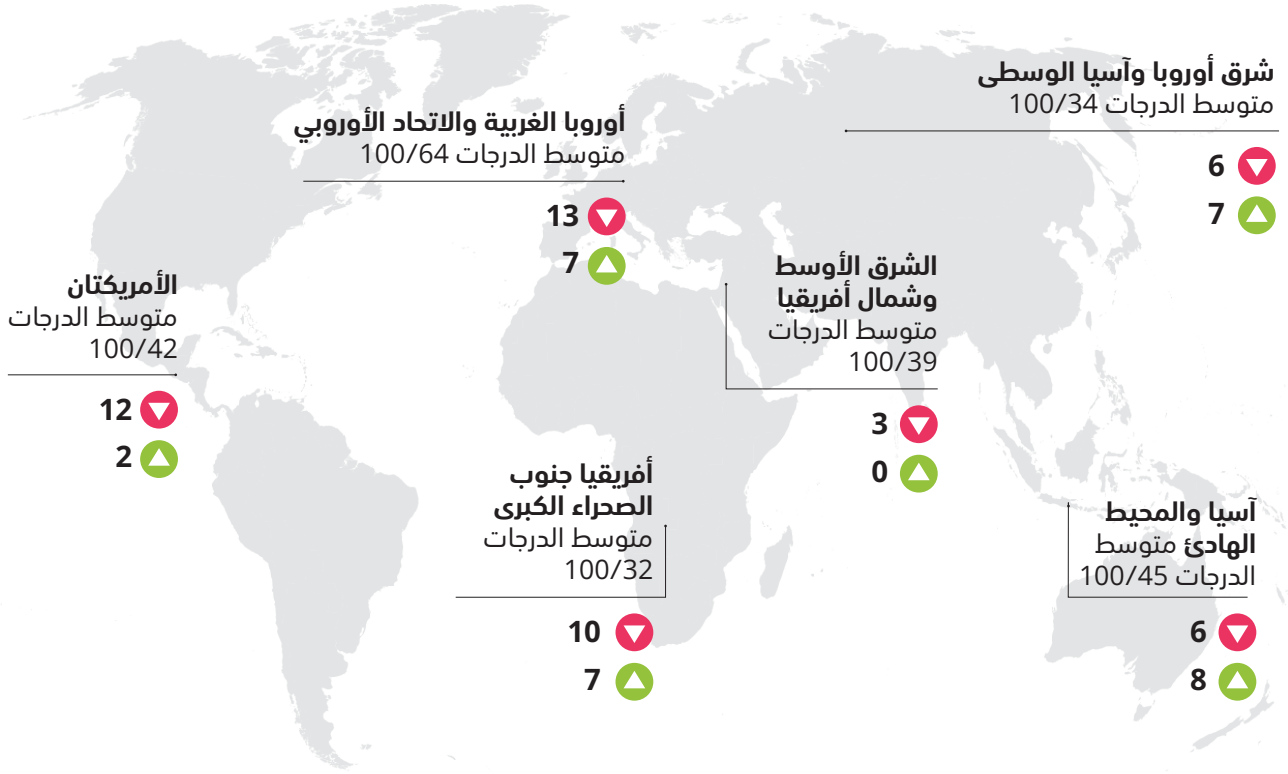 شرق أوروبا وآسيا الوسطى
متوسط الدرجات 100/34
6
7
أوروبا الغربية والاتحاد الأوروبي
متوسط الدرجات 100/64
13
7
الشرق الأوسط
وشمال أفريقيا
متوسط الدرجات
100/39
3
0
الأمريكتان
متوسط الدرجات
100/42
12
2
أفريقيا جنوب
الصحراء الكبرى
متوسط الدرجات
100/32
10
7
آسيا والمحيط
الهادئ متوسط
الدرجات 100/45
6
8